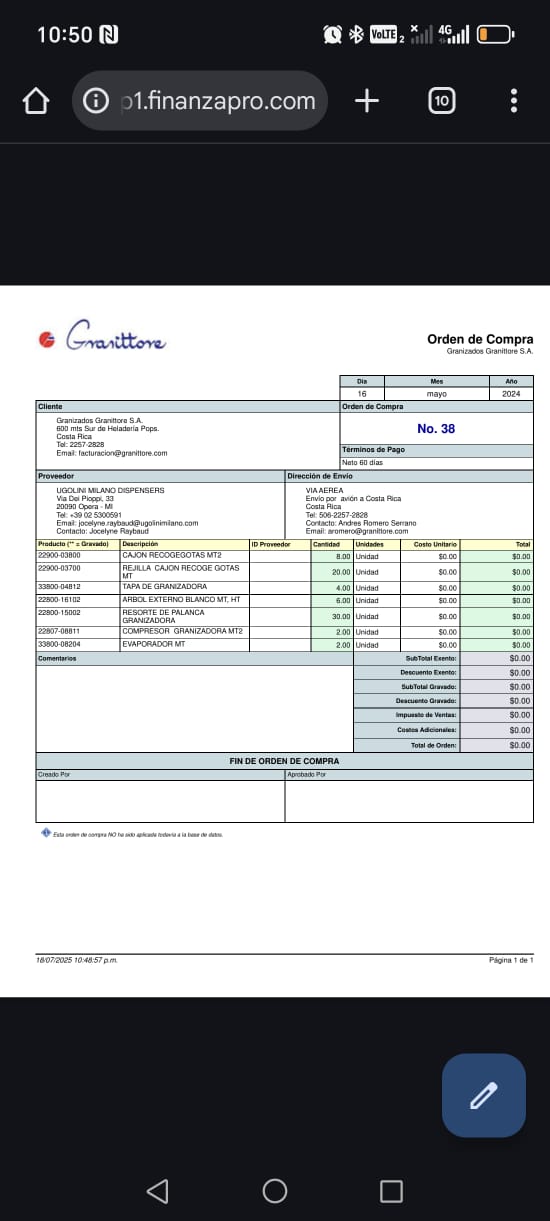 10:50
VoLTE 2 4G
p1.finanzapro.com
10
Granittore
Orden de Compra
Granizados Granittore S.A.
Día Mes Año
16 mayo 2024
Cliente
Orden de Compra
Granizados Granittore S.A.
600 mts Sur de Heladería Pops.
Costa Rica
Tel: 2257-2828
Email: facturacion@granittore.com
No. 38
Términos de Pago
Neto 60 días
Proveedor
Dirección de Envío
UGOLINI MILANO DISPENSERS
Via Dei Pioppi, 33
20090 Opera - MI
Tel: +39 02 5300591
Email: jocelyne.raybaud@ugolinimilano.com
Contacto: Jocelyne Raybaud
VIA AEREA
Envío por avión a Costa Rica
Costa Rica
Tel: 506-2257-2828
Contacto: Andres Romero Serrano
Email: aromero@granittore.com
Producto (** = Gravado) Descripción ID Proveedor Cantidad Unidades Costo Unitario Total
22900-03800 CAJON RECOGEGOTAS MT2 8.00 Unidad $0.00 $0.00
22900-03700 REJILLA CAJON RECOGE GOTAS MT 20.00 Unidad $0.00 $0.00
33800-04812 TAPA DE GRANIZADORA 4.00 Unidad $0.00 $0.00
22800-16102 ARBOL EXTERNO BLANCO MT, HT 6.00 Unidad $0.00 $0.00
22800-15002 RESORTE DE PALANCA GRANIZADORA 30.00 Unidad $0.00 $0.00
22807-08811 COMPRESOR GRANIZADORA MT2 2.00 Unidad $0.00 $0.00
33800-08204 EVAPORADOR MT 2.00 Unidad $0.00 $0.00
Comentarios
SubTotal Exento: $0.00
Descuento Exento: $0.00
SubTotal Gravado: $0.00
Descuento Gravado: $0.00
Impuesto de Ventas: $0.00
Costos Adicionales: $0.00
Total de Orden: $0.00
FIN DE ORDEN DE COMPRA
Creado Por
Aprobado Por
Esta orden de compra NO ha sido aplicada todavía a la base de datos.
18/07/2025 10:48:57 p.m.
Página 1 de 1